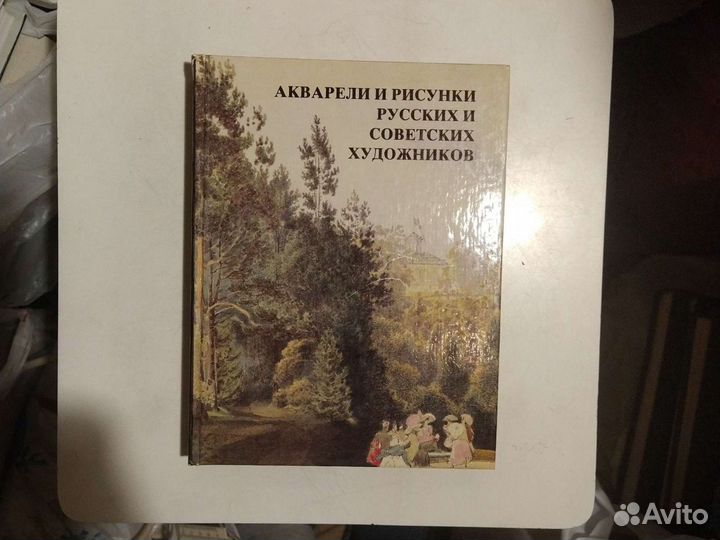 АКВАРЕЛИ И РИСУНКИ
РУССКИХ И
СОВЕТСКИХ
ХУДОЖНИКОВ
Avito